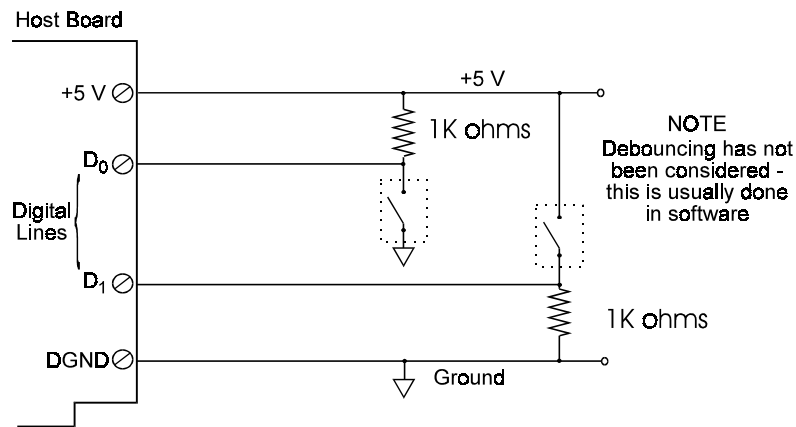 Host Board
+5 V
+5 V
1K ohms
NOTE
Debouncing has not
been considered -
this is usually done
in software
D0
Digital
Lines
D1
1K ohms
DGND
Ground